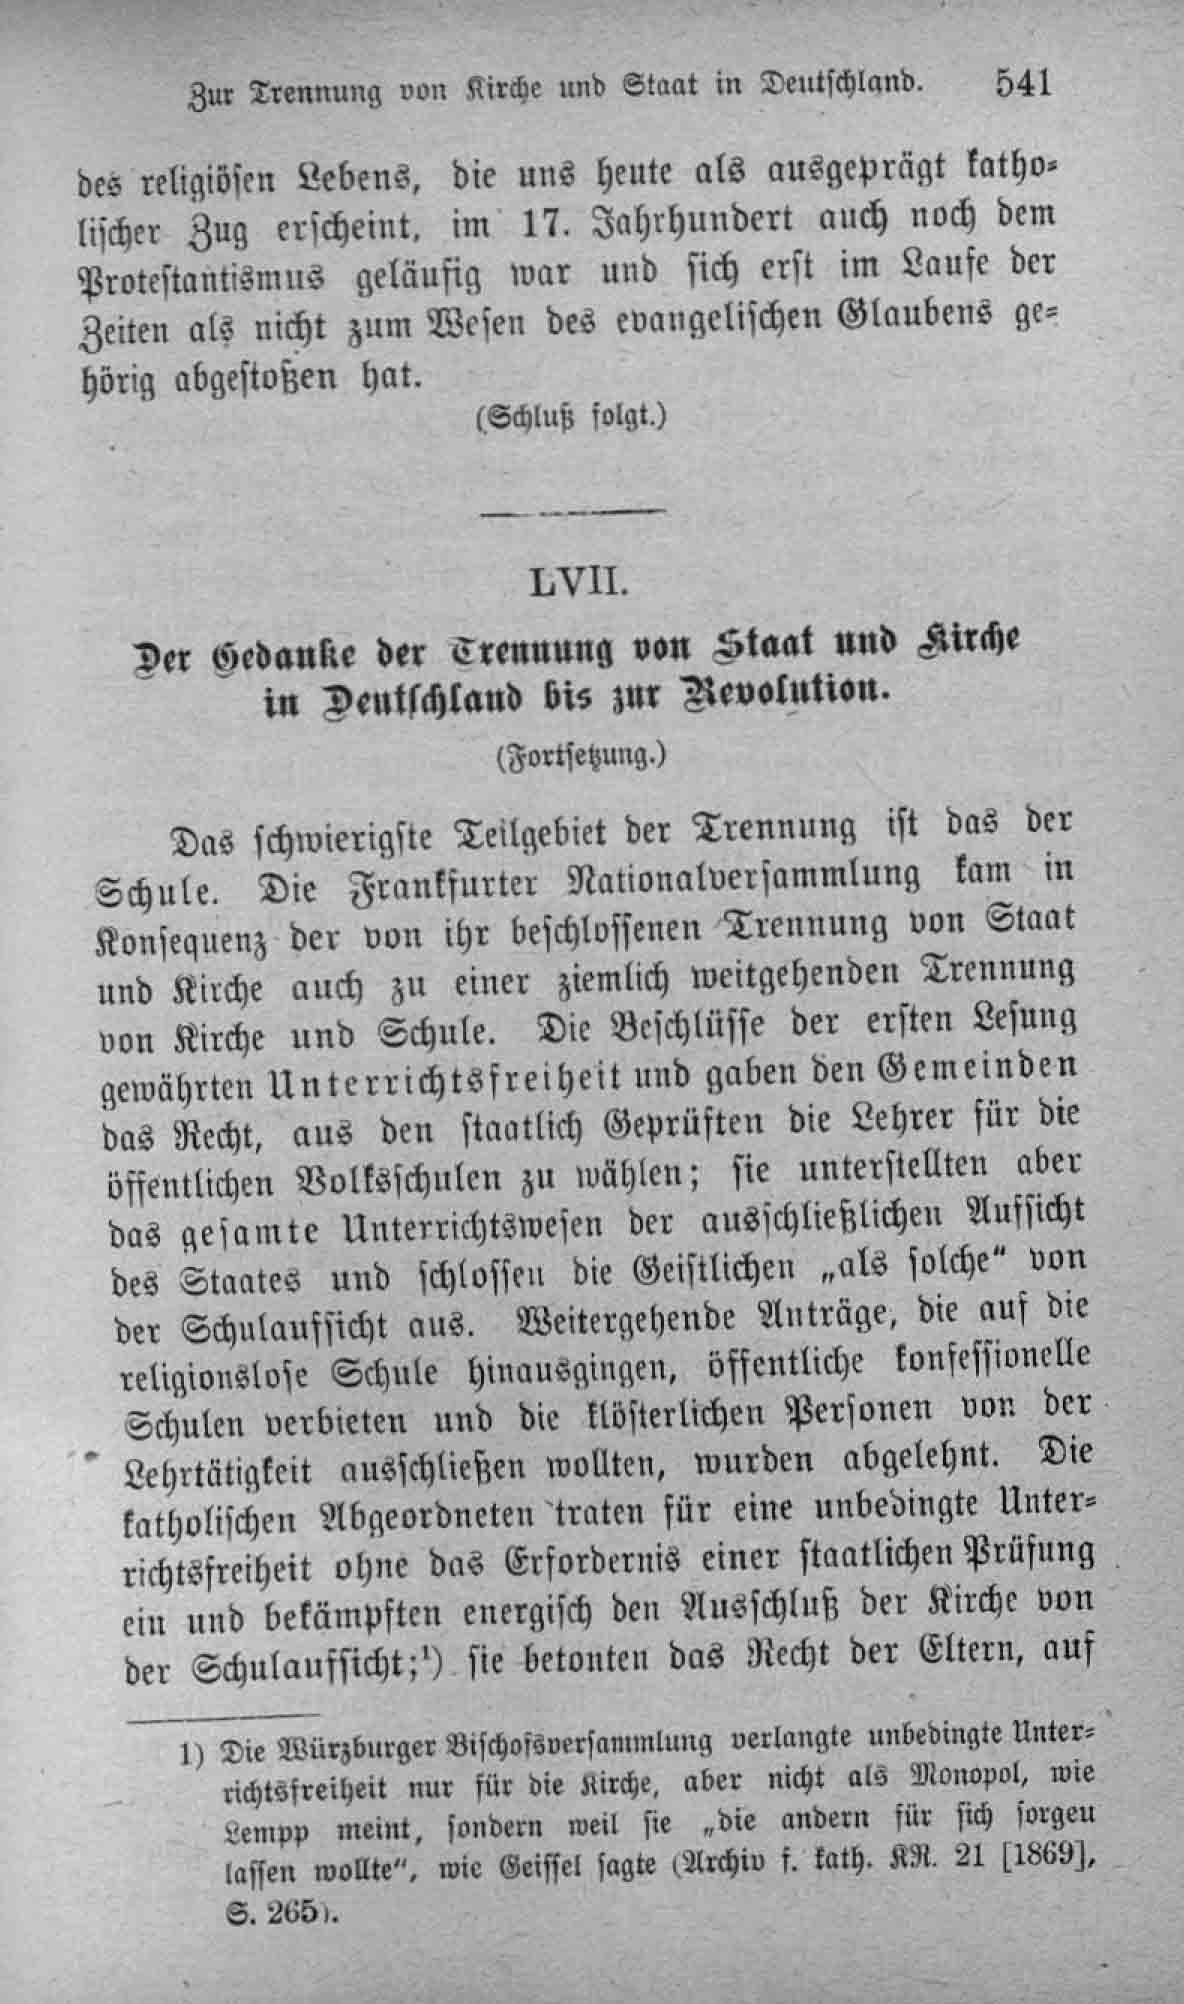 Zur Trennung von Kirche und Staat in Deutschland. 541
des religiösen Lebens, die uns heute als ausgeprägt katho-
lischer Zug erscheint, im 17. Jahrhundert auch noch dem
Protestantismus geläufig war und sich erst im Laufe der
Zeiten als nicht zum Wesen des evangelischen Glaubens ge-
hörig abgestoßen hat.
(Schluß folgt.)
LVII.
Der Gedanke der Trennung von Staat und Kirche
in Deutschland bis zur Revolution.
(Fortsetzung.)
Das schwierigste Teilgebiet der Trennung ist das der
Schule. Die Frankfurter Nationalversammlung kam in
Konsequenz der von ihr beschlossenen Trennung von Staat
und Kirche auch zu einer ziemlich weitgehenden Trennung
von Kirche und Schule. Die Beschlüsse der ersten Lesung
gewährten Unterrichtsfreiheit und gaben den Gemeinden
das Recht, aus den staatlich Geprüften die Lehrer für die
öffentlichen Volksschulen zu wählen; sie unterstellten aber
das gesamte Unterrichtswesen der ausschließlichen Aufsicht
des Staates und schlossen die Geistlichen „als solche“ von
der Schulaufsicht aus. Weitergehende Anträge, die auf die
religionslose Schule hinausgingen, öffentliche konfessionelle
Schulen verbieten und die klösterlichen Personen von der
Lehrtätigkeit ausschließen wollten, wurden abgelehnt. Die
katholischen Abgeordneten traten für eine unbedingte Unter-
richtsfreiheit ohne das Erfordernis einer staatlichen Prüfung
ein und bekämpften energisch den Ausschluß der Kirche von
der Schulaufsicht;¹) sie betonten das Recht der Eltern, auf
1) Die Würzburger Bischofsversammlung verlangte unbedingte Unter-
richtsfreiheit nur für die Kirche, aber nicht als Monopol, wie
Lempp meint, sondern weil sie „die andern für sich sorgen
lassen wollte“, wie Geissel sagte (Archiv f. kath. KR. 21 [1869],
S. 265).